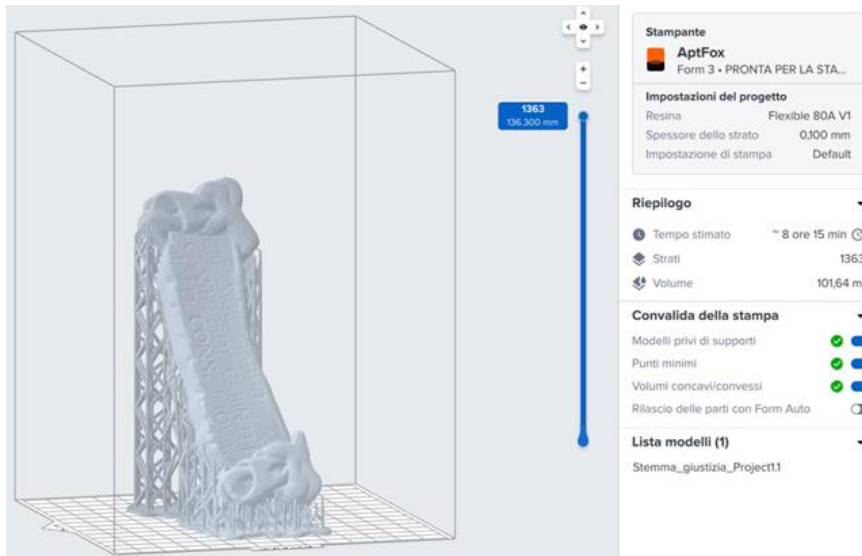 1363
136.300 mm
Stampante
AptFox
Form 3 • PRONTA PER LA STA...
Impostazioni del progetto
Resina Flexible 80A V1
Spessore dello strato 0,100 mm
Impostazione di stampa Default
Riepilogo
Tempo stimato ~ 8 ore 15 min
Strati 1363
Volume 101,64 m
Convalida della stampa
Modelli privi di supporti
Punti minimi
Volumi concavi/convessi
Rilascio delle parti con Form Auto
Lista modelli (1)
Stemma_giustizia_Project1.1